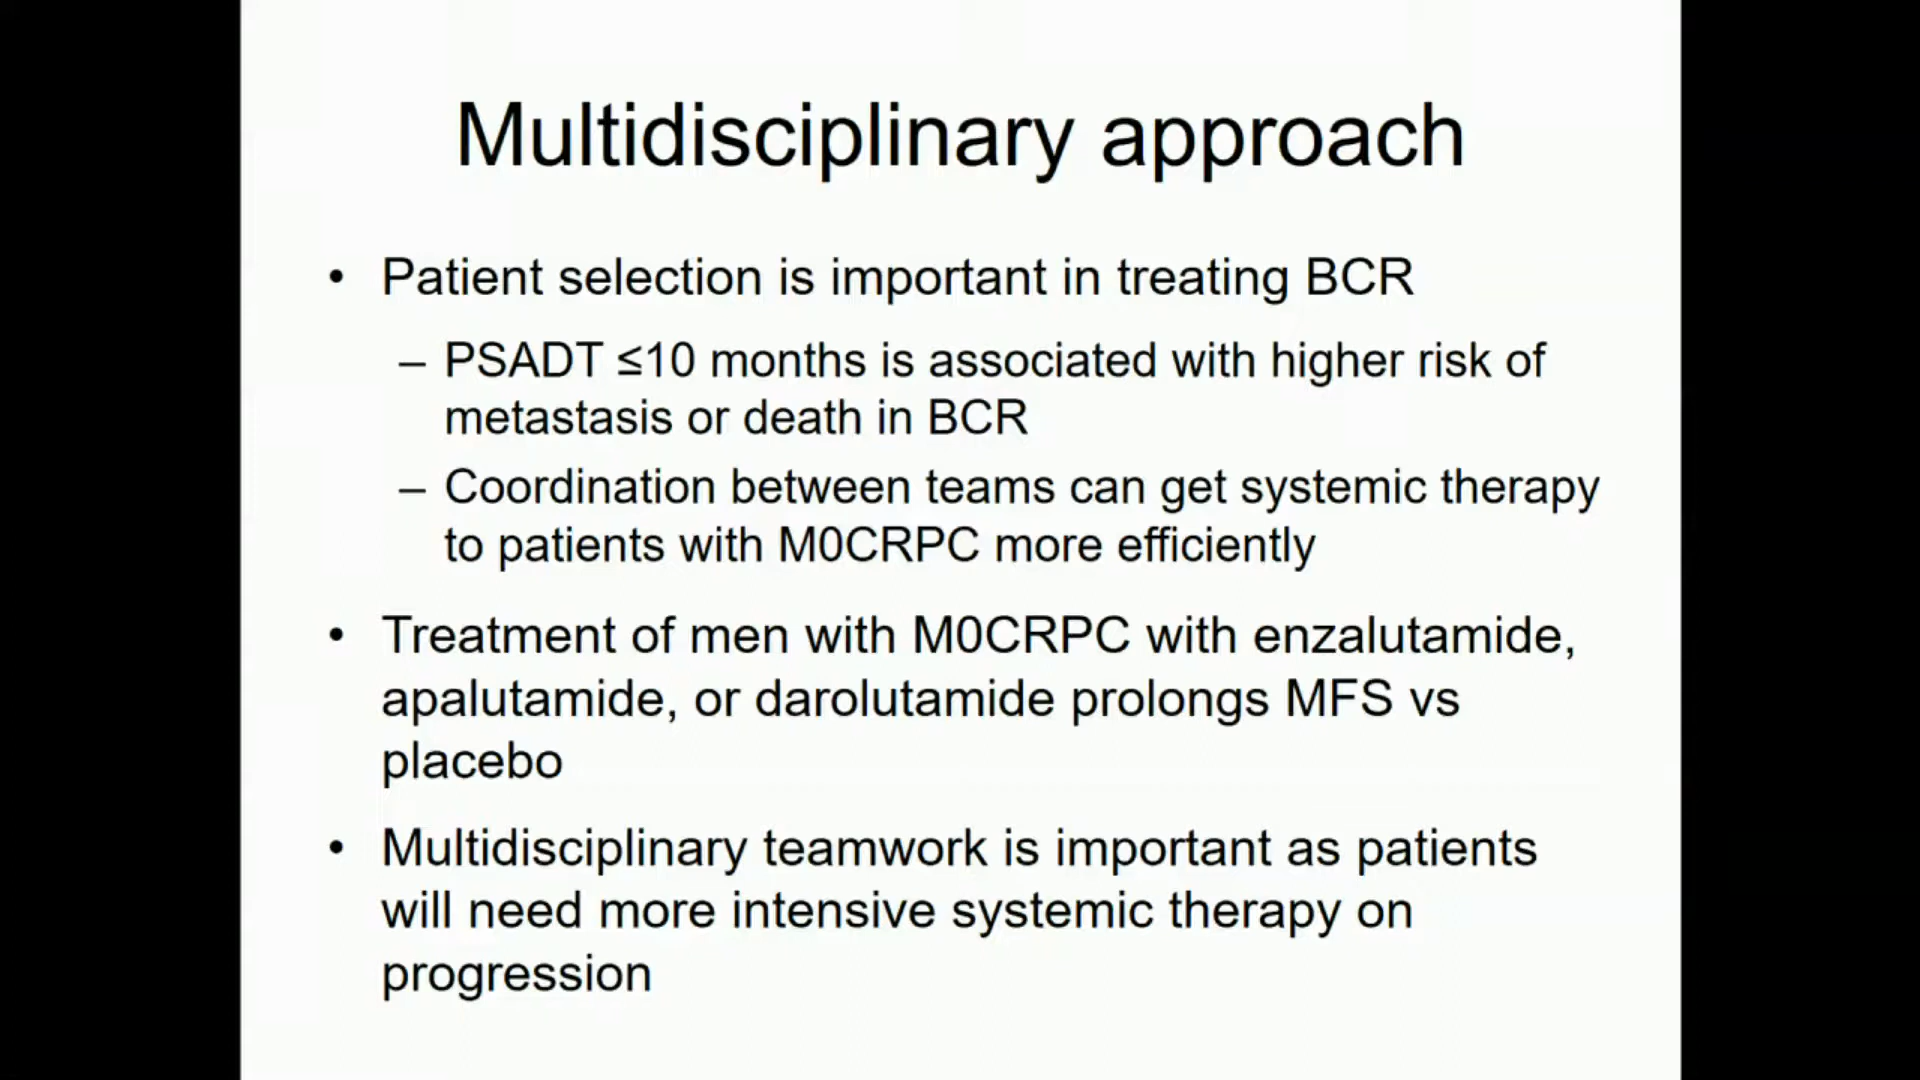 Multidisciplinary approach
• Patient selection is important in treating BCR
– PSADT ≤10 months is associated with higher risk of
metastasis or death in BCR
– Coordination between teams can get systemic therapy
to patients with M0CRPC more efficiently
• Treatment of men with M0CRPC with enzalutamide,
apalutamide, or darolutamide prolongs MFS vs
placebo
• Multidisciplinary teamwork is important as patients
will need more intensive systemic therapy on
progression